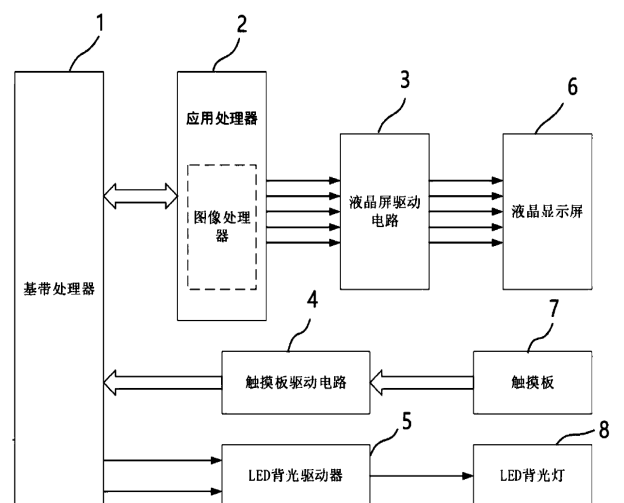 1
2
3
6
应用处理器
图像处理
器
液晶屏驱动
电路
液晶显示屏
基带处理器
4
7
触摸板驱动电路
触摸板
5
8
LED背光驱动器
LED背光灯